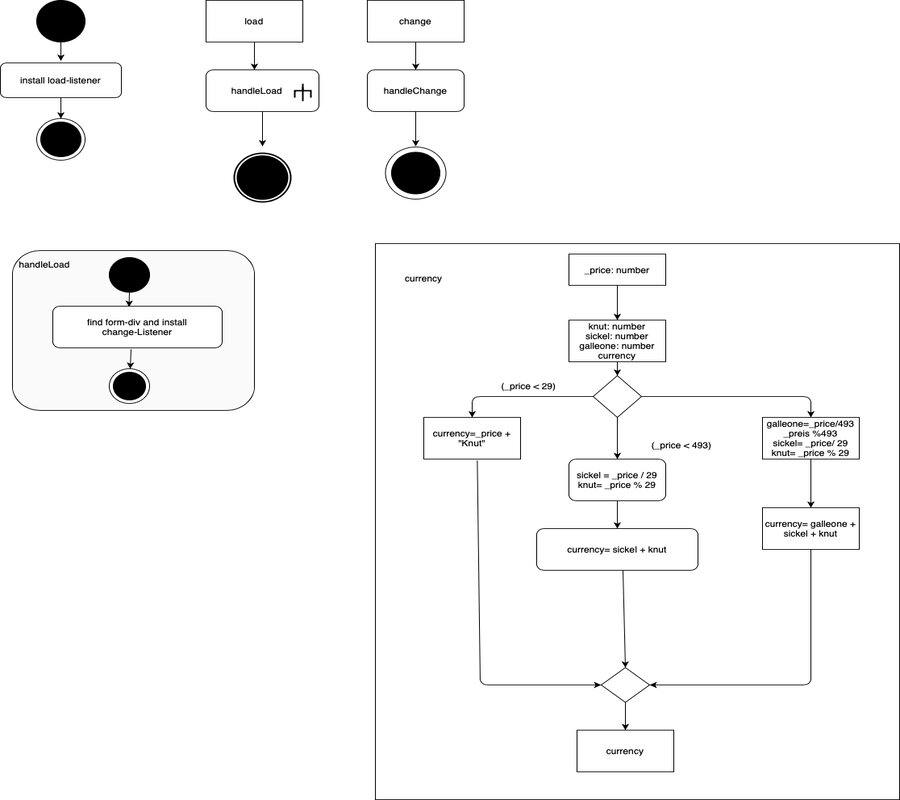 load
change
install load-listener
handleLoad
handleChange
handleLoad
find form-div and install
change-Listener
currency
_price: number
knut: number
sickel: number
galleone: number
currency
(_price < 29)
(_price < 493)
currency=_price +
"Knut"
sickel = _price / 29
knut= _price % 29
currency= sickel + knut
galleone=_price/493
_preis %493
sickel=_price/ 29
knut= _price % 29
currency= galleone +
sickel + knut
currency